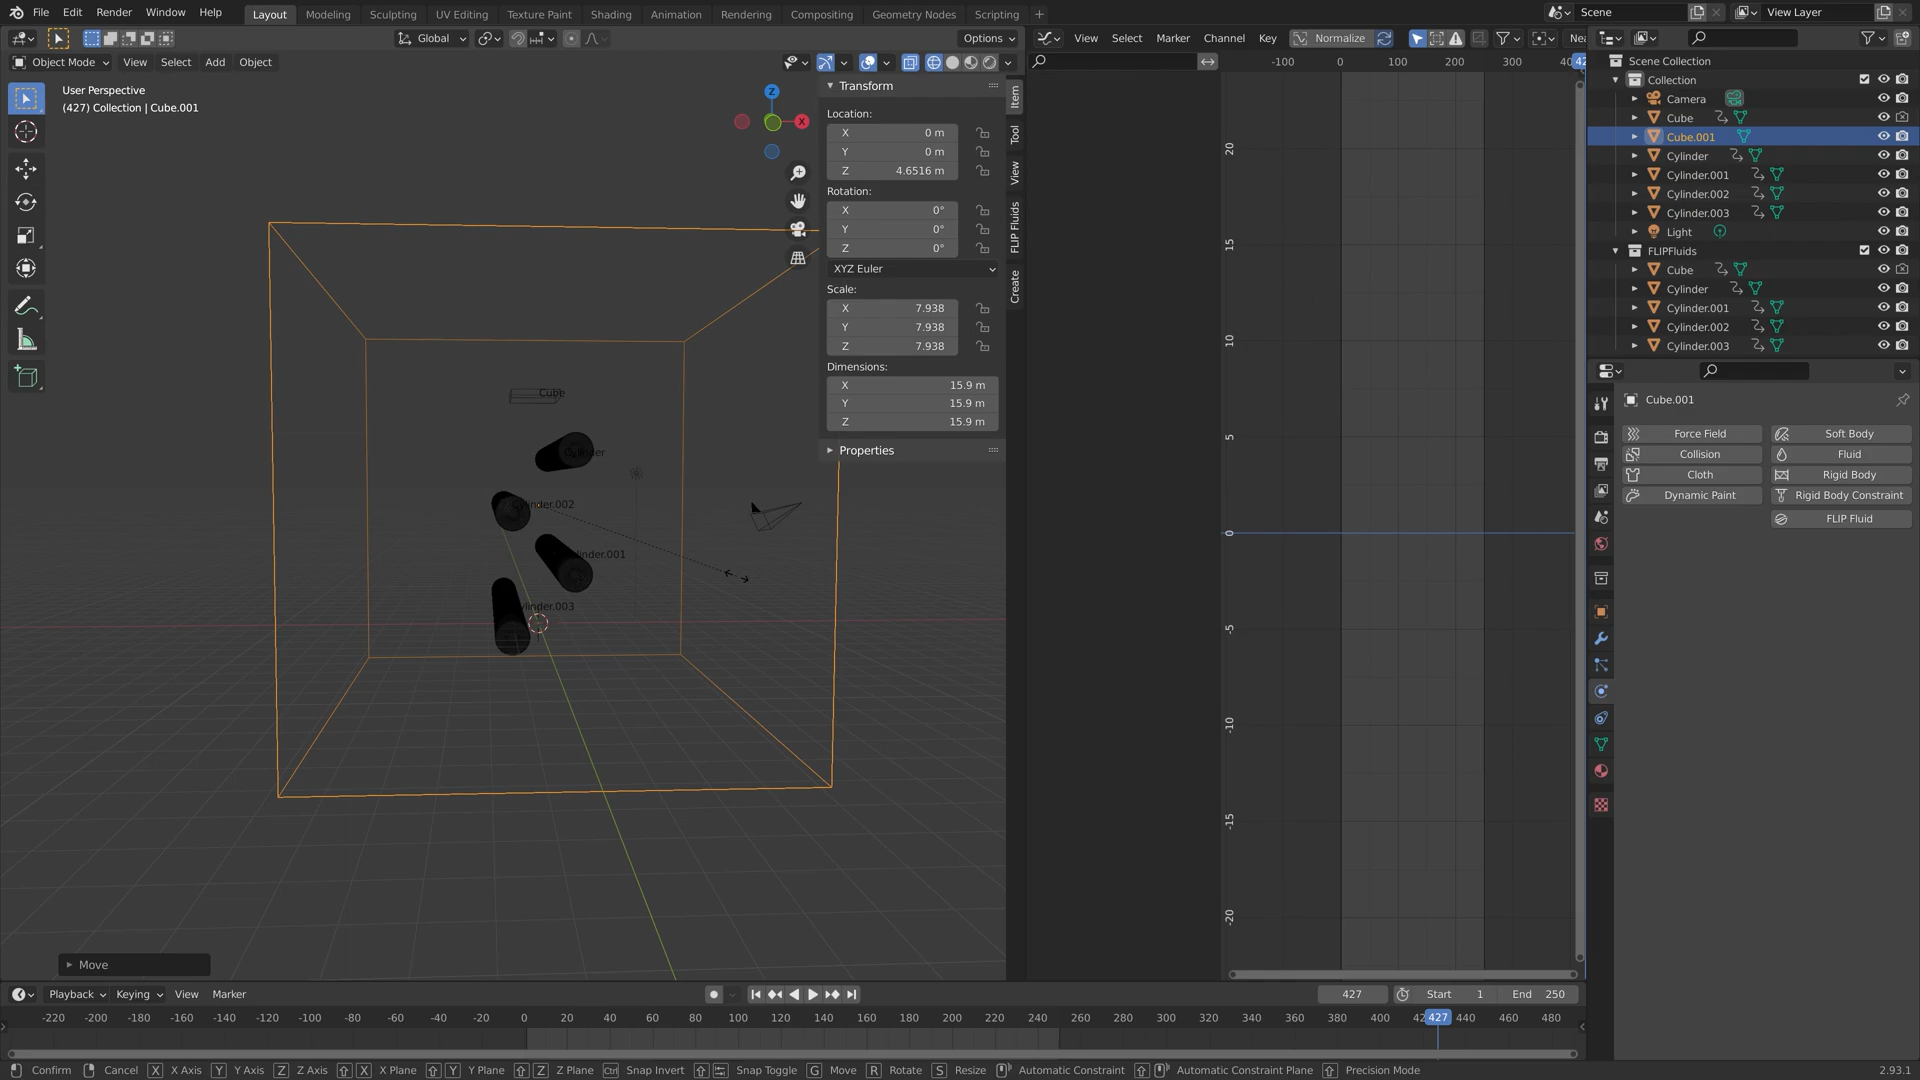 File Edit Render Window Help Layout Modeling Sculpting UV Editing Texture Paint Shading Animation Rendering Compositing Geometry Nodes Scripting + Scene View Layer
Global Options View Select Marker Channel Key Normalize
Object Mode View Select Add Object
-100 0 100 200 300
User Perspective
(427) Collection | Cube.001
Z
X
Transform
Location:
X 0 m
Y 0 m
Z 4.6516 m
Rotation:
X 0°
Y 0°
Z 0°
XYZ Euler
Scale:
X 7.938
Y 7.938
Z 7.938
Dimensions:
X 15.9 m
Y 15.9 m
Z 15.9 m
Properties
Item
Tool
View
FLIP Fluids
Create
Cube
Cylinder
Cylinder.002
ylinder.001
ylinder.003
Move
20
15
10
5
0
-5
-10
-15
-20
Scene Collection
Collection
Camera
Cube
Cube.001
Cylinder
Cylinder.001
Cylinder.002
Cylinder.003
Light
FLIPFluids
Cube
Cylinder
Cylinder.001
Cylinder.002
Cylinder.003
Cube.001
Force Field Soft Body
Collision Fluid
Cloth Rigid Body
Dynamic Paint Rigid Body Constraint
FLIP Fluid
Playback Keying View Marker 427 Start 1 End 250
-220 -200 -180 -160 -140 -120 -100 -80 -60 -40 -20 0 20 40 60 80 100 120 140 160 180 200 220 240 260 280 300 320 340 360 380 400 427 440 460 480
Confirm Cancel X X Axis Y Y Axis Z Z Axis X X Plane Y Y Plane Z Z Plane Ctrl Snap Invert Snap Toggle G Move R Rotate S Resize Automatic Constraint Automatic Constraint Plane Precision Mode 2.93.1